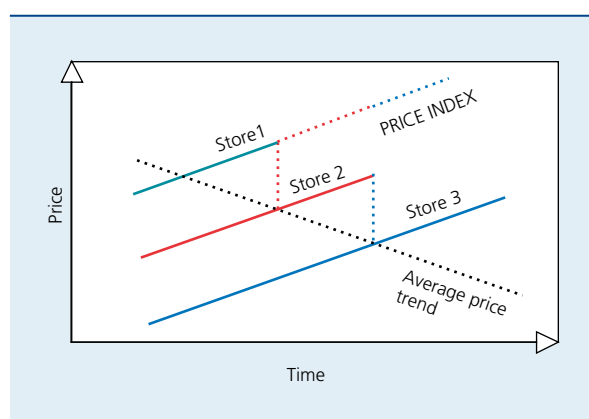 Store1
PRICE INDEX
Store 2
Store 3
Price
Average price
trend
Time